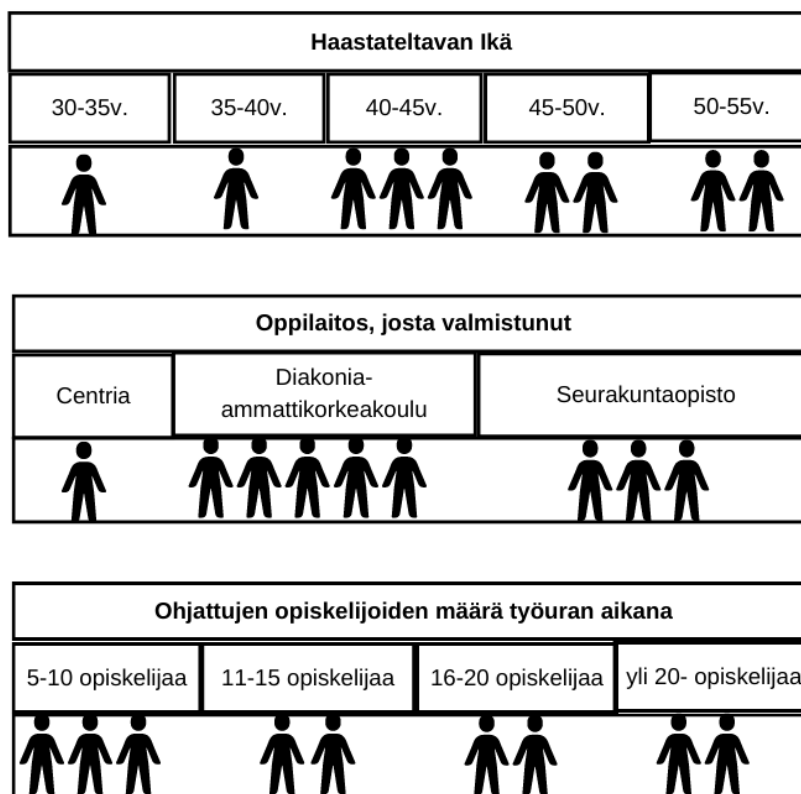 Haastateltavan Ikä
30-35v.
35-40v.
40-45v.
45-50v.
50-55v.
Oppilaitos, josta valmistunut
Centria
Diakonia-
ammattikorkeakoulu
Seurakuntaopisto
Ohjattujen opiskelijoiden määrä työuran aikana
5-10 opiskelijaa
11-15 opiskelijaa
16-20 opiskelijaa
yli 20- opiskelijaa